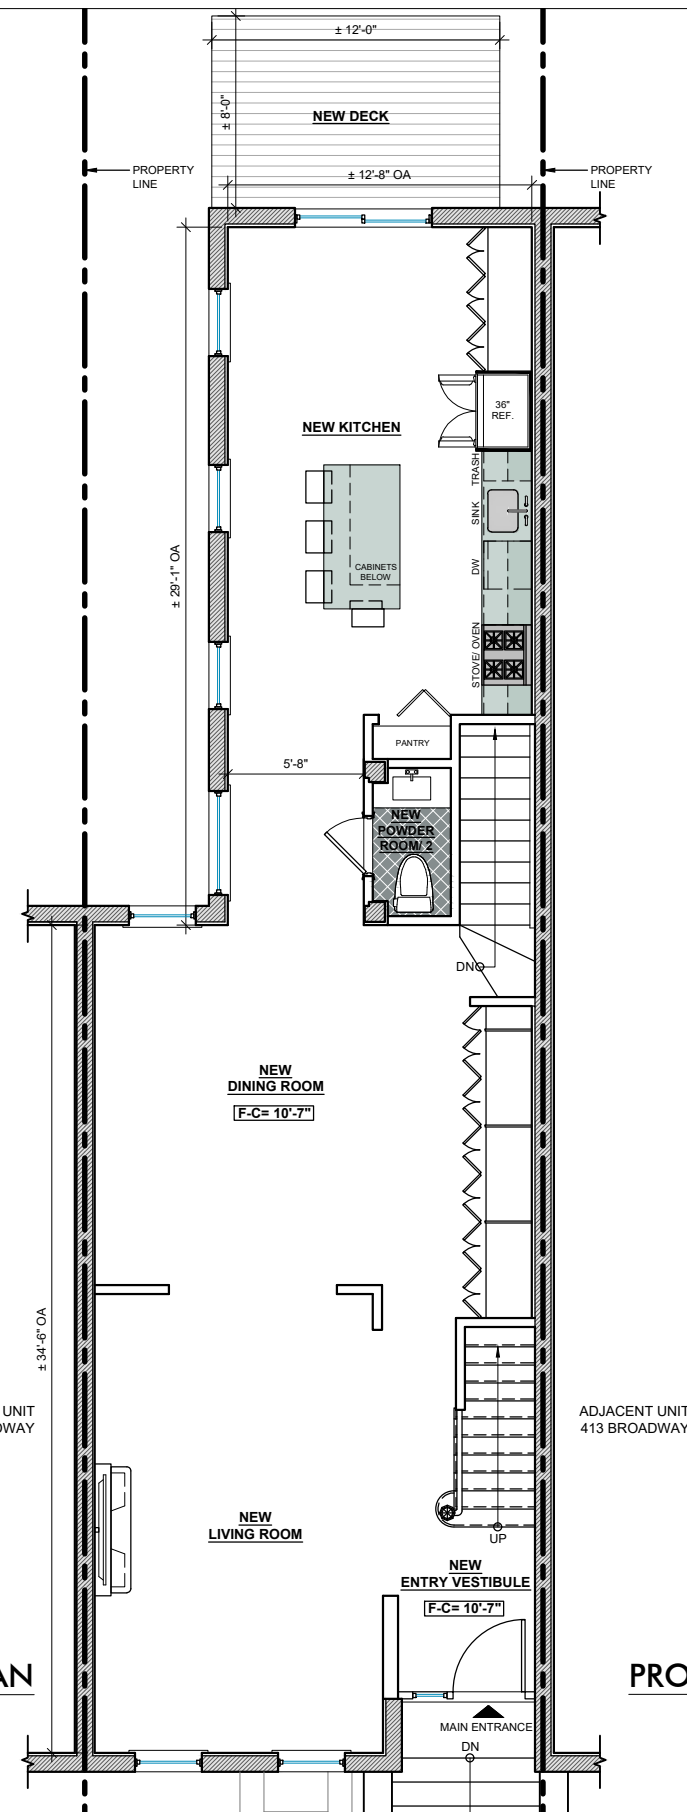 ± 12'-0"
± 8'-0"
NEW DECK
PROPERTY
LINE
± 12'-8" OA
PROPERTY
LINE
36"
REF.
NEW KITCHEN
TRASH
SINK
± 29'-1" OA
CABINETS
BELOW
DW
STOVE/ OVEN
PANTRY
5'-8"
NEW
POWDER
ROOM/ 2
DN
NEW
DINING ROOM
F-C= 10'-7"
± 34'-6" OA
UNIT
ADJACENT UNIT
413 BROADWAY
NEW
LIVING ROOM
UP
NEW
ENTRY VESTIBULE
F-C= 10'-7"
AN
PRO
MAIN ENTRANCE
DN